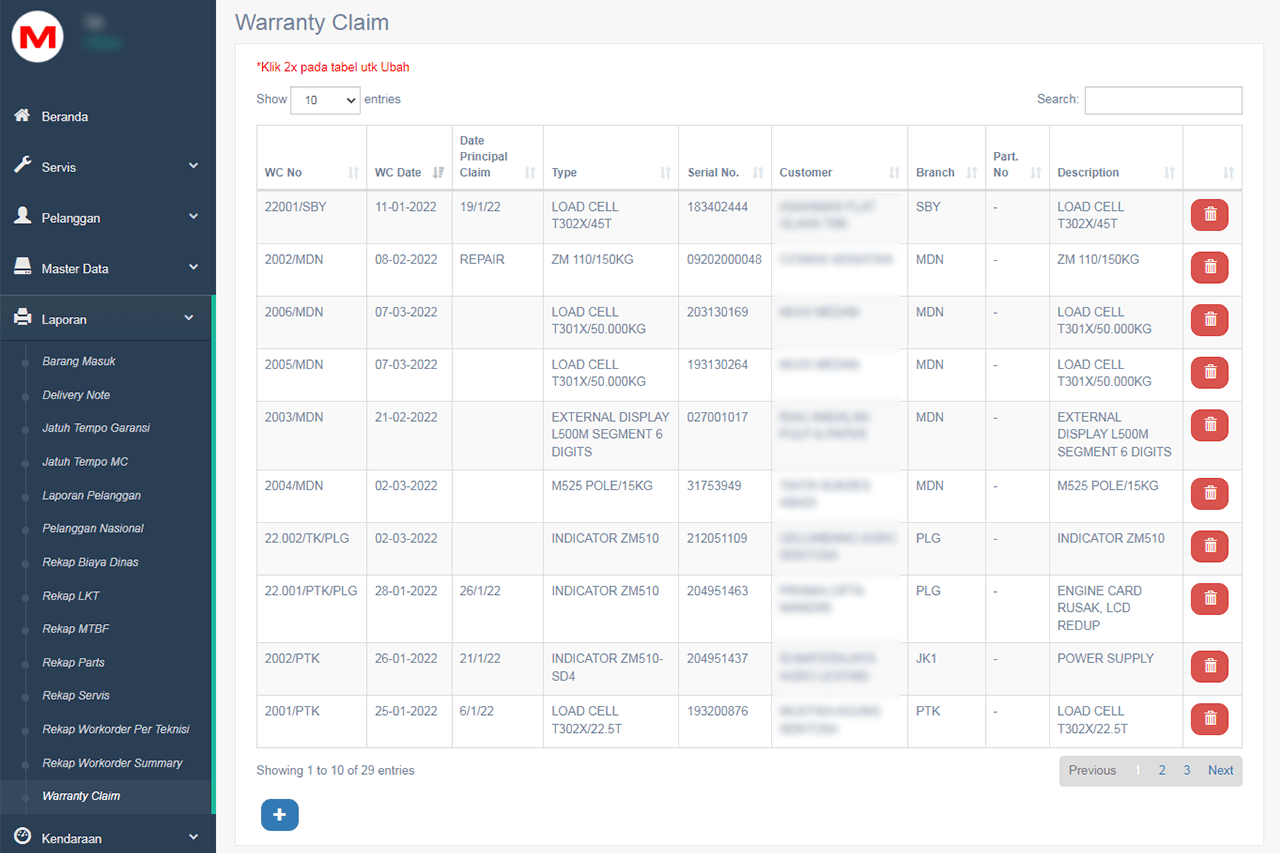 M
Beranda
Servis
Pelanggan
Master Data
Laporan
Barang Masuk
Delivery Note
Jatuh Tempo Garansi
Jatuh Tempo MC
Laporan Pelanggan
Pelanggan Nasional
Rekap Biaya Dinas
Rekap LKT
Rekap MTBF
Rekap Parts
Rekap Servis
Rekap Workorder Per Teknisi
Rekap Workorder Summary
Warranty Claim
Kendaraan
Warranty Claim
*Klik 2x pada tabel utk Ubah
Show 10 entries
Search:
WC No
WC Date
Date
Principal
Claim
Type
Serial No.
Customer
Branch
Part.
No
Description
22001/SBY
11-01-2022
19/1/22
LOAD CELL
T302X/45T
183402444
SBY
-
LOAD CELL
T302X/45T
2002/MDN
08-02-2022
REPAIR
ZM 110/150KG
09202000048
MDN
-
ZM 110/150KG
2006/MDN
07-03-2022
LOAD CELL
T301X/50.000KG
203130169
MDN
-
LOAD CELL
T301X/50.000KG
2005/MDN
07-03-2022
LOAD CELL
T301X/50.000KG
193130264
MDN
-
LOAD CELL
T301X/50.000KG
2003/MDN
21-02-2022
EXTERNAL DISPLAY
L500M SEGMENT 6
DIGITS
027001017
MDN
-
EXTERNAL
DISPLAY L500M
SEGMENT 6 DIGITS
2004/MDN
02-03-2022
M525 POLE/15KG
31753949
MDN
-
M525 POLE/15KG
22.002/TK/PLG
02-03-2022
INDICATOR ZM510
212051109
PLG
-
INDICATOR ZM510
22.001/PTK/PLG
28-01-2022
26/1/22
INDICATOR ZM510
204951463
PLG
-
ENGINE CARD
RUSAK, LCD
REDUP
2002/PTK
26-01-2022
21/1/22
INDICATOR ZM510-
SD4
204951437
JK1
-
POWER SUPPLY
2001/PTK
25-01-2022
6/1/22
LOAD CELL
T302X/22.5T
193200876
PTK
-
LOAD CELL
T302X/22.5T
Showing 1 to 10 of 29 entries
Previous 1 2 3 Next
+